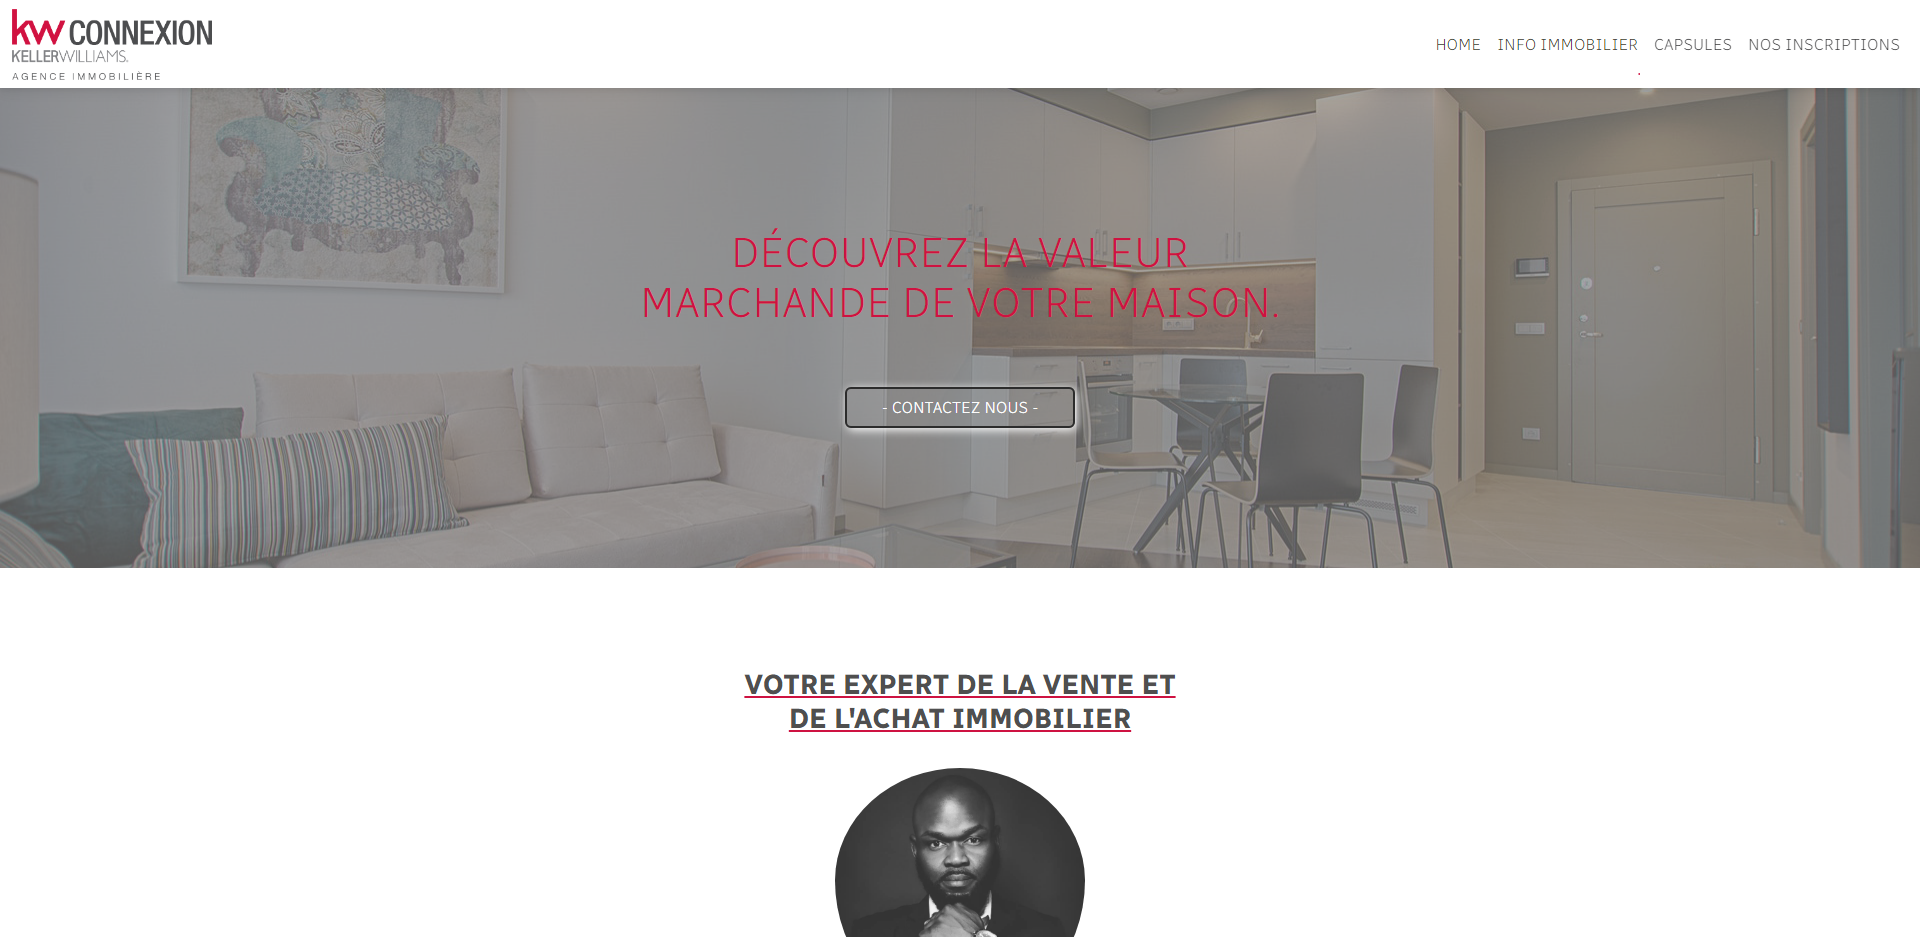 kw CONNEXION
KELLERWILLIAMS.
AGENCE IMMOBILIÈRE
HOME
INFO IMMOBILIER
CAPSULES
NOS INSCRIPTIONS
DÉCOUVREZ LA VALEUR
MARCHANDE DE VOTRE MAISON.
- CONTACTEZ NOUS -
VOTRE EXPERT DE LA VENTE ET
DE L'ACHAT IMMOBILIER